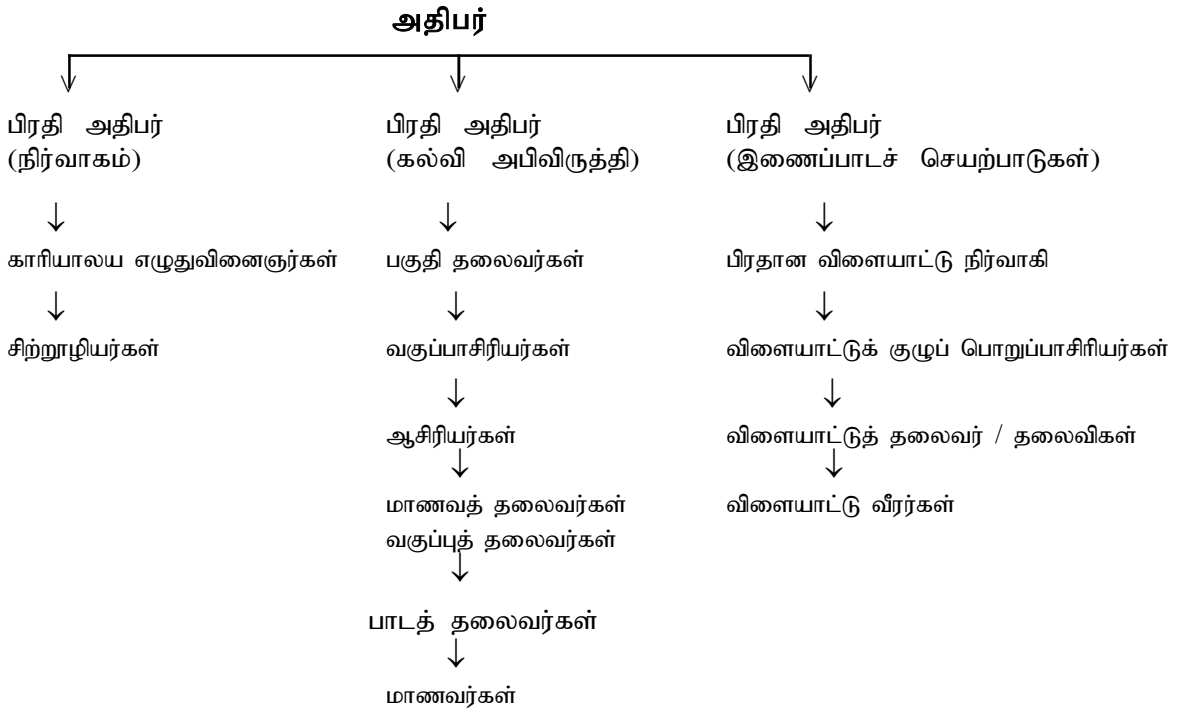 அதிபர்
பிரதி அதிபர்
(நிர்வாகம்)
காரியாலய எழுதுவினைஞர்கள்
சிற்றூழியர்கள்
பிரதி அதிபர்
(கல்வி அபிவிருத்தி)
பகுதி தலைவர்கள்
வகுப்பாசிரியர்கள்
ஆசிரியர்கள்
மாணவத் தலைவர்கள்
வகுப்புத் தலைவர்கள்
பாடத் தலைவர்கள்
மாணவர்கள்
பிரதி அதிபர்
(இணைப்பாடச் செயற்பாடுகள்)
பிரதான விளையாட்டு நிர்வாகி
விளையாட்டுக் குழுப் பொறுப்பாசிரியர்கள்
விளையாட்டுத் தலைவர் / தலைவிகள்
விளையாட்டு வீரர்கள்